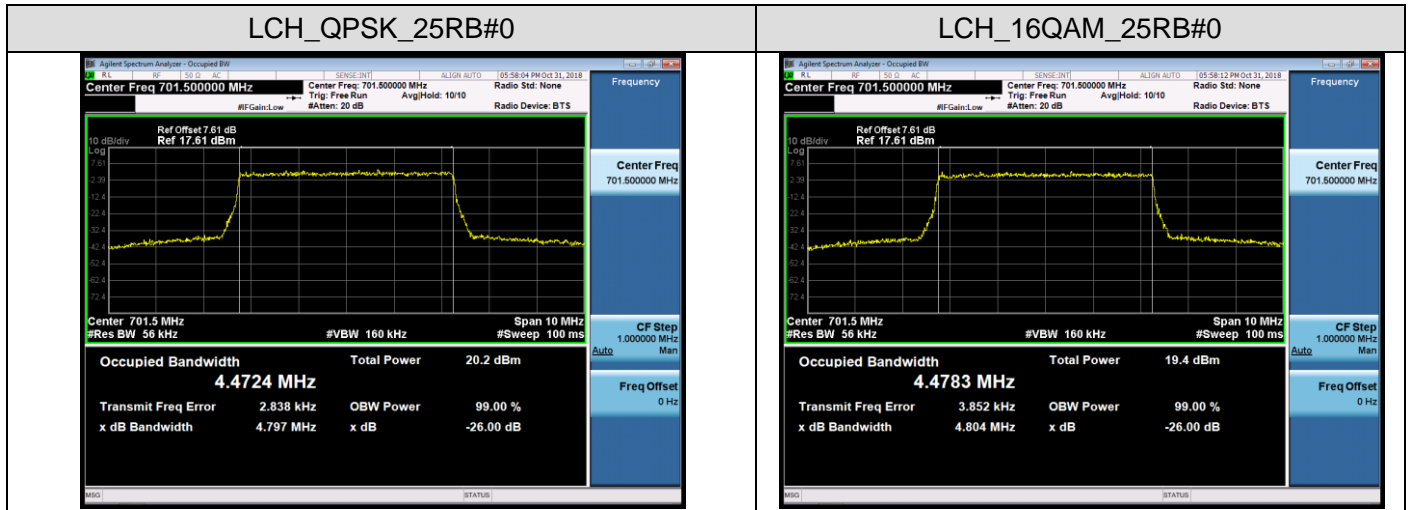 LCH_QPSK_25RB#0
LCH_16QAM_25RB#0
Agilent Spectrum Analyzer - Occupied BW
RL RF 50 Ω AC SENSE:INT ALIGN AUTO 05:58:04 PM Oct 31, 2018
Center Freq 701.500000 MHz
Center Freq: 701.500000 MHz
Radio Std: None
Trig: Free Run Avg|Hold: 10/10
#IFGain:Low #Atten: 20 dB Radio Device: BTS
Ref Offset 7.61 dB
10 dB/div Ref 17.61 dBm
Log
7.61
-2.39
-12.4
-22.4
-32.4
-42.4
-52.4
-62.4
-72.4
Center 701.5 MHz Span 10 MHz
#Res BW 56 kHz #VBW 160 kHz #Sweep 100 ms
Occupied Bandwidth Total Power 20.2 dBm
4.4724 MHz
Transmit Freq Error 2.838 kHz OBW Power 99.00 %
x dB Bandwidth 4.797 MHz x dB -26.00 dB
MSG STATUS
Frequency
Center Freq
701.500000 MHz
CF Step
1.000000 MHz
Auto Man
Freq Offset
0 Hz
Agilent Spectrum Analyzer - Occupied BW
RL RF 50 Ω AC SENSE:INT ALIGN AUTO 05:58:12 PM Oct 31, 2018
Center Freq 701.500000 MHz
Center Freq: 701.500000 MHz
Radio Std: None
Trig: Free Run Avg|Hold: 10/10
#IFGain:Low #Atten: 20 dB Radio Device: BTS
Ref Offset 7.61 dB
10 dB/div Ref 17.61 dBm
Log
7.61
-2.39
-12.4
-22.4
-32.4
-42.4
-52.4
-62.4
-72.4
Center 701.5 MHz Span 10 MHz
#Res BW 56 kHz #VBW 160 kHz #Sweep 100 ms
Occupied Bandwidth Total Power 19.4 dBm
4.4783 MHz
Transmit Freq Error 3.852 kHz OBW Power 99.00 %
x dB Bandwidth 4.804 MHz x dB -26.00 dB
MSG STATUS
Frequency
Center Freq
701.500000 MHz
CF Step
1.000000 MHz
Auto Man
Freq Offset
0 Hz